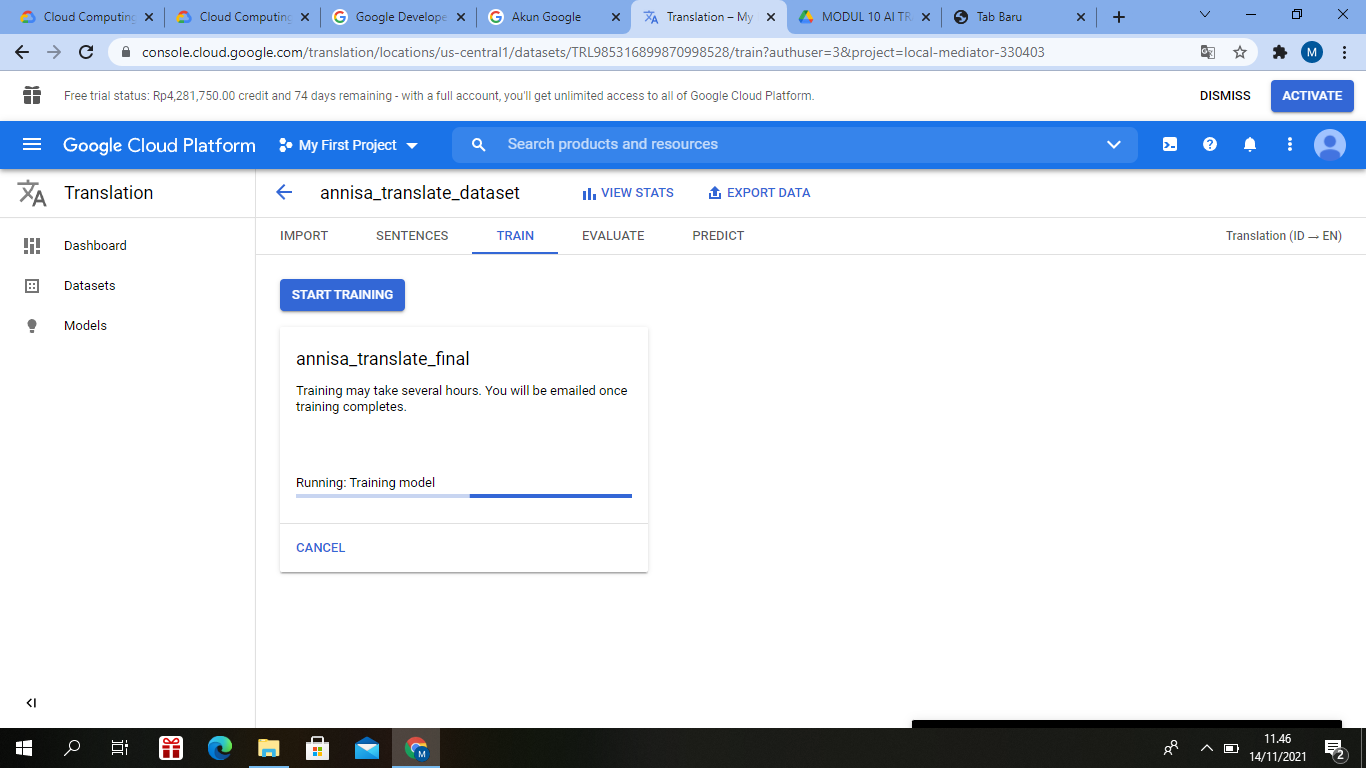 Cloud Computing
Cloud Computing
Google Develope
Akun Google
Translation – My
MODUL 10 AI TR
Tab Baru
console.cloud.google.com/translation/locations/us-central1/datasets/TRL985316899870998528/train?authuser=3&project=local-mediator-330403
M
Free trial status: Rp4,281,750.00 credit and 74 days remaining - with a full account, you'll get unlimited access to all of Google Cloud Platform.
DISMISS
ACTIVATE
Google Cloud Platform
My First Project
Search products and resources
Translation
annisa_translate_dataset
VIEW STATS
EXPORT DATA
Dashboard
Datasets
Models
IMPORT
SENTENCES
TRAIN
EVALUATE
PREDICT
Translation (ID → EN)
START TRAINING
annisa_translate_final
Training may take several hours. You will be emailed once
training completes.
Running: Training model
CANCEL
M
11.46
14/11/2021
2